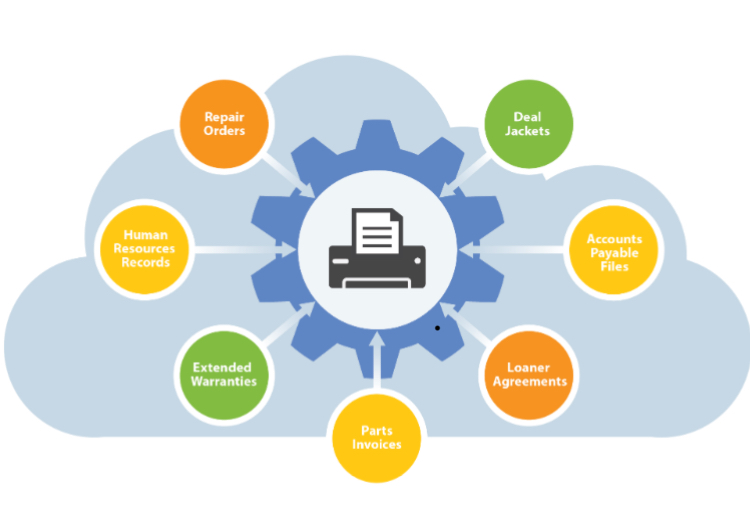 Repair
Orders
Deal
Jackets
Human
Resources
Records
Accounts
Payable
Files
Extended
Warranties
Loaner
Agreements
Parts
Invoices